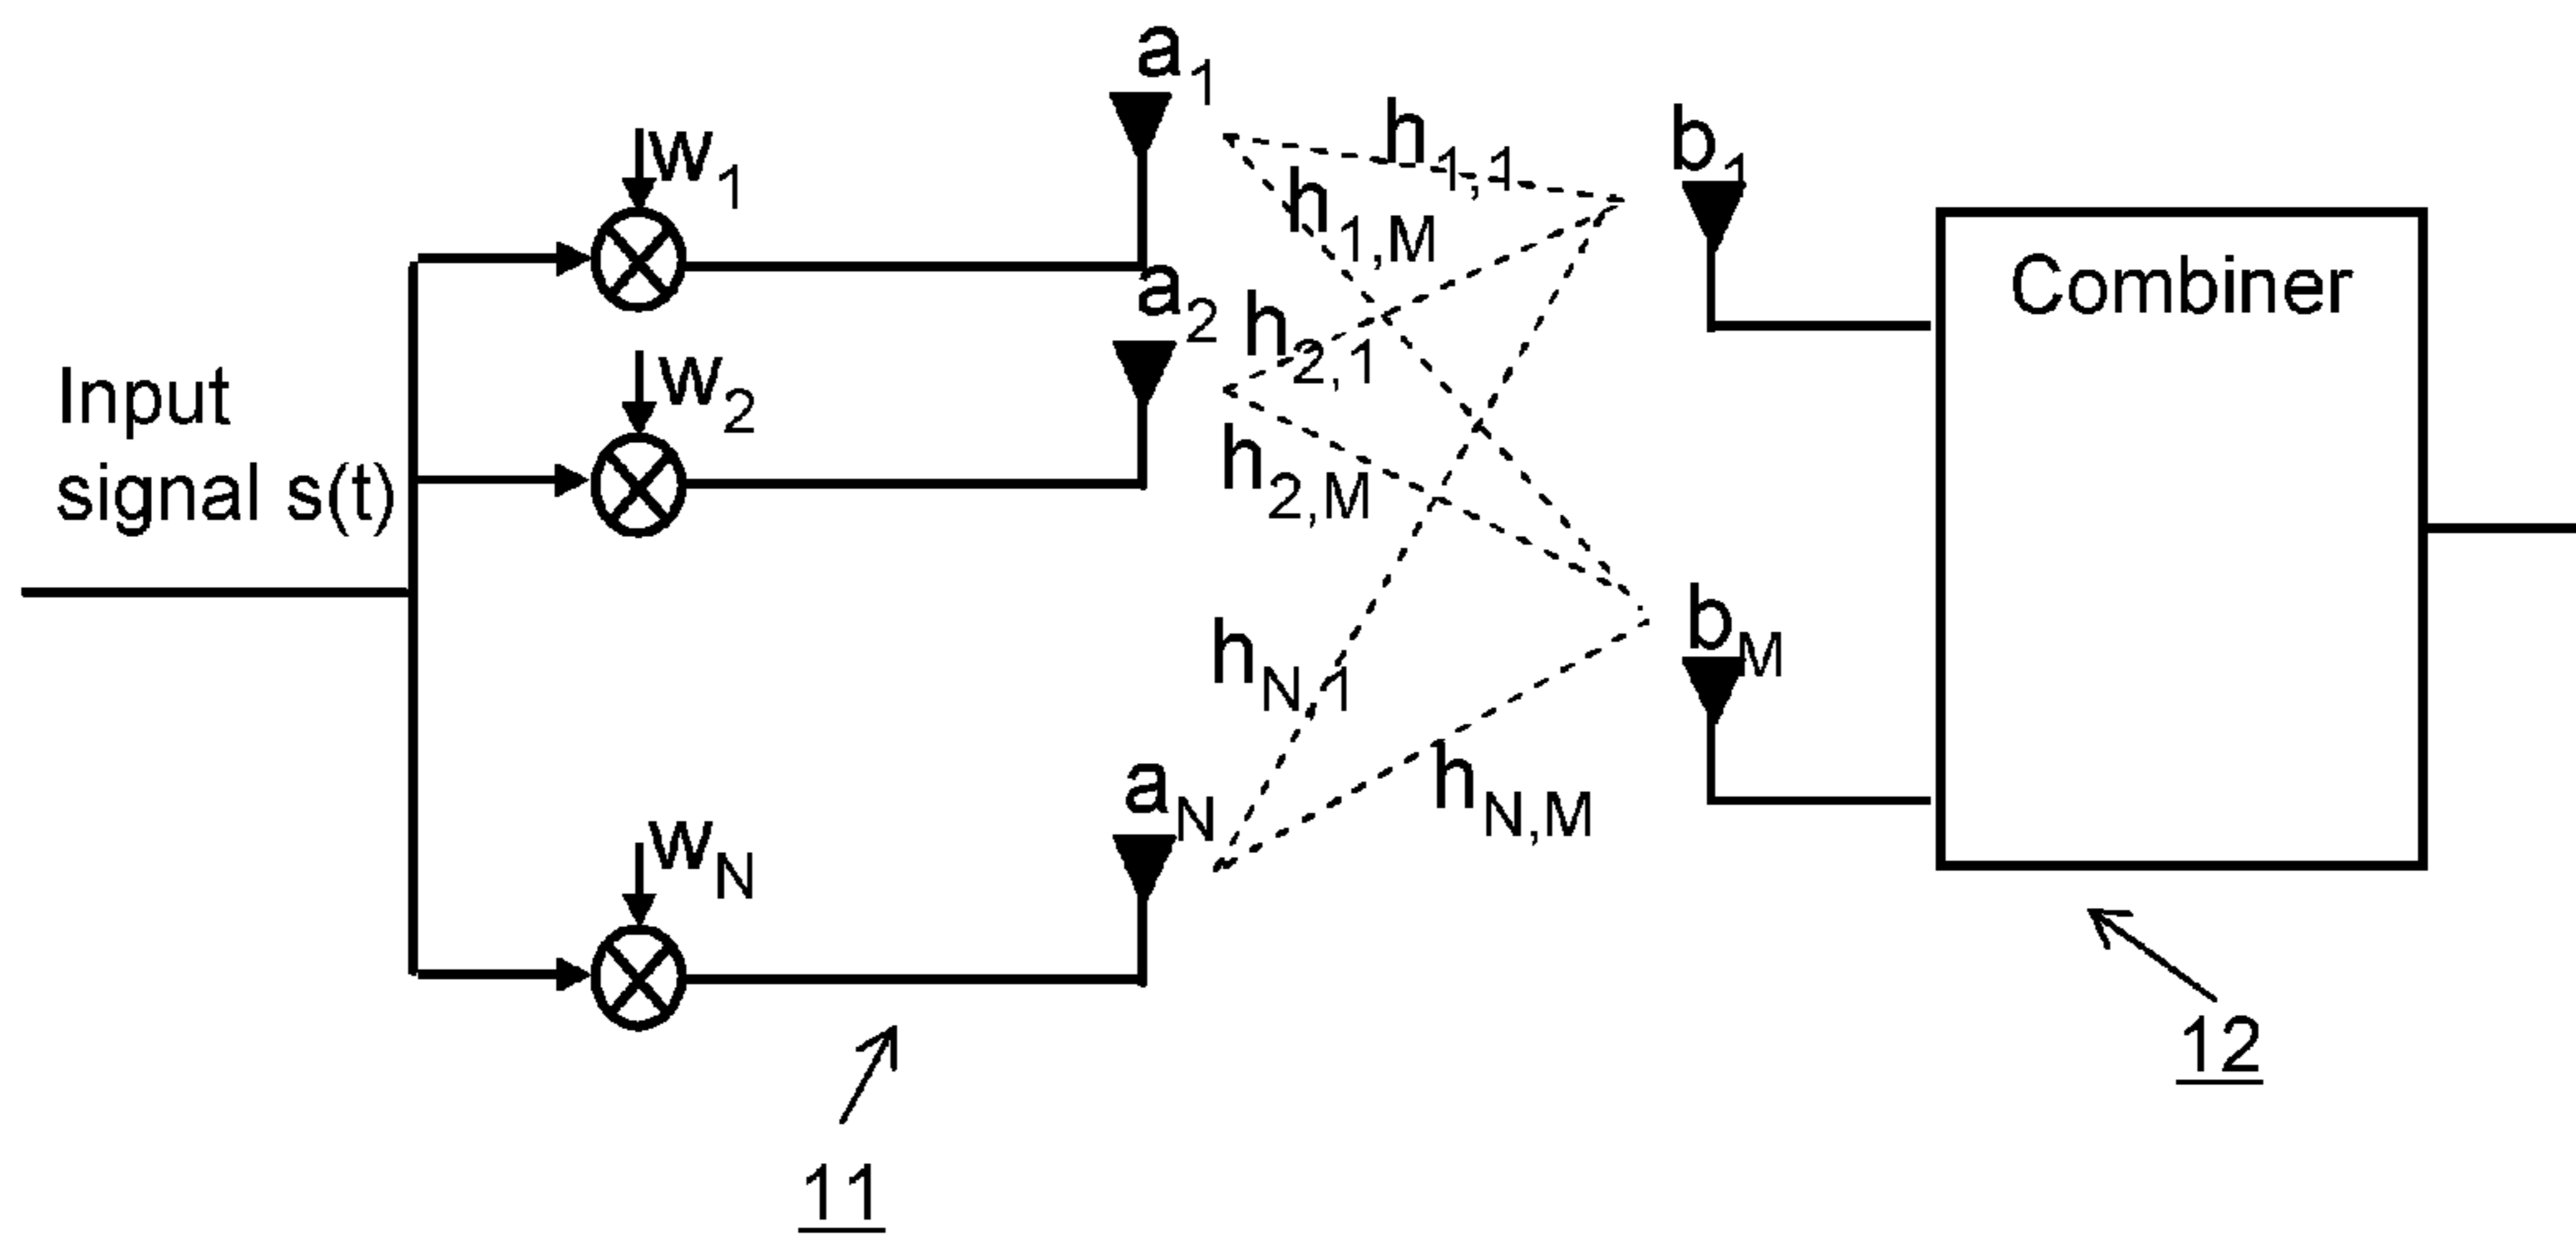 a1
h1,1
b1
w1
h1,M
Combiner
a2
h2,1
w2
Input
signal s(t)
h2,M
hN,1
bM
aN
hN,M
wN
12
11